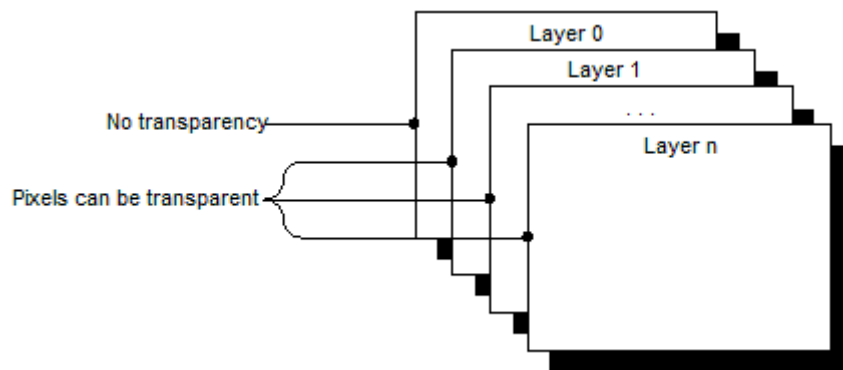 Layer 0
Layer 1
. . .
Layer n
No transparency
Pixels can be transparent